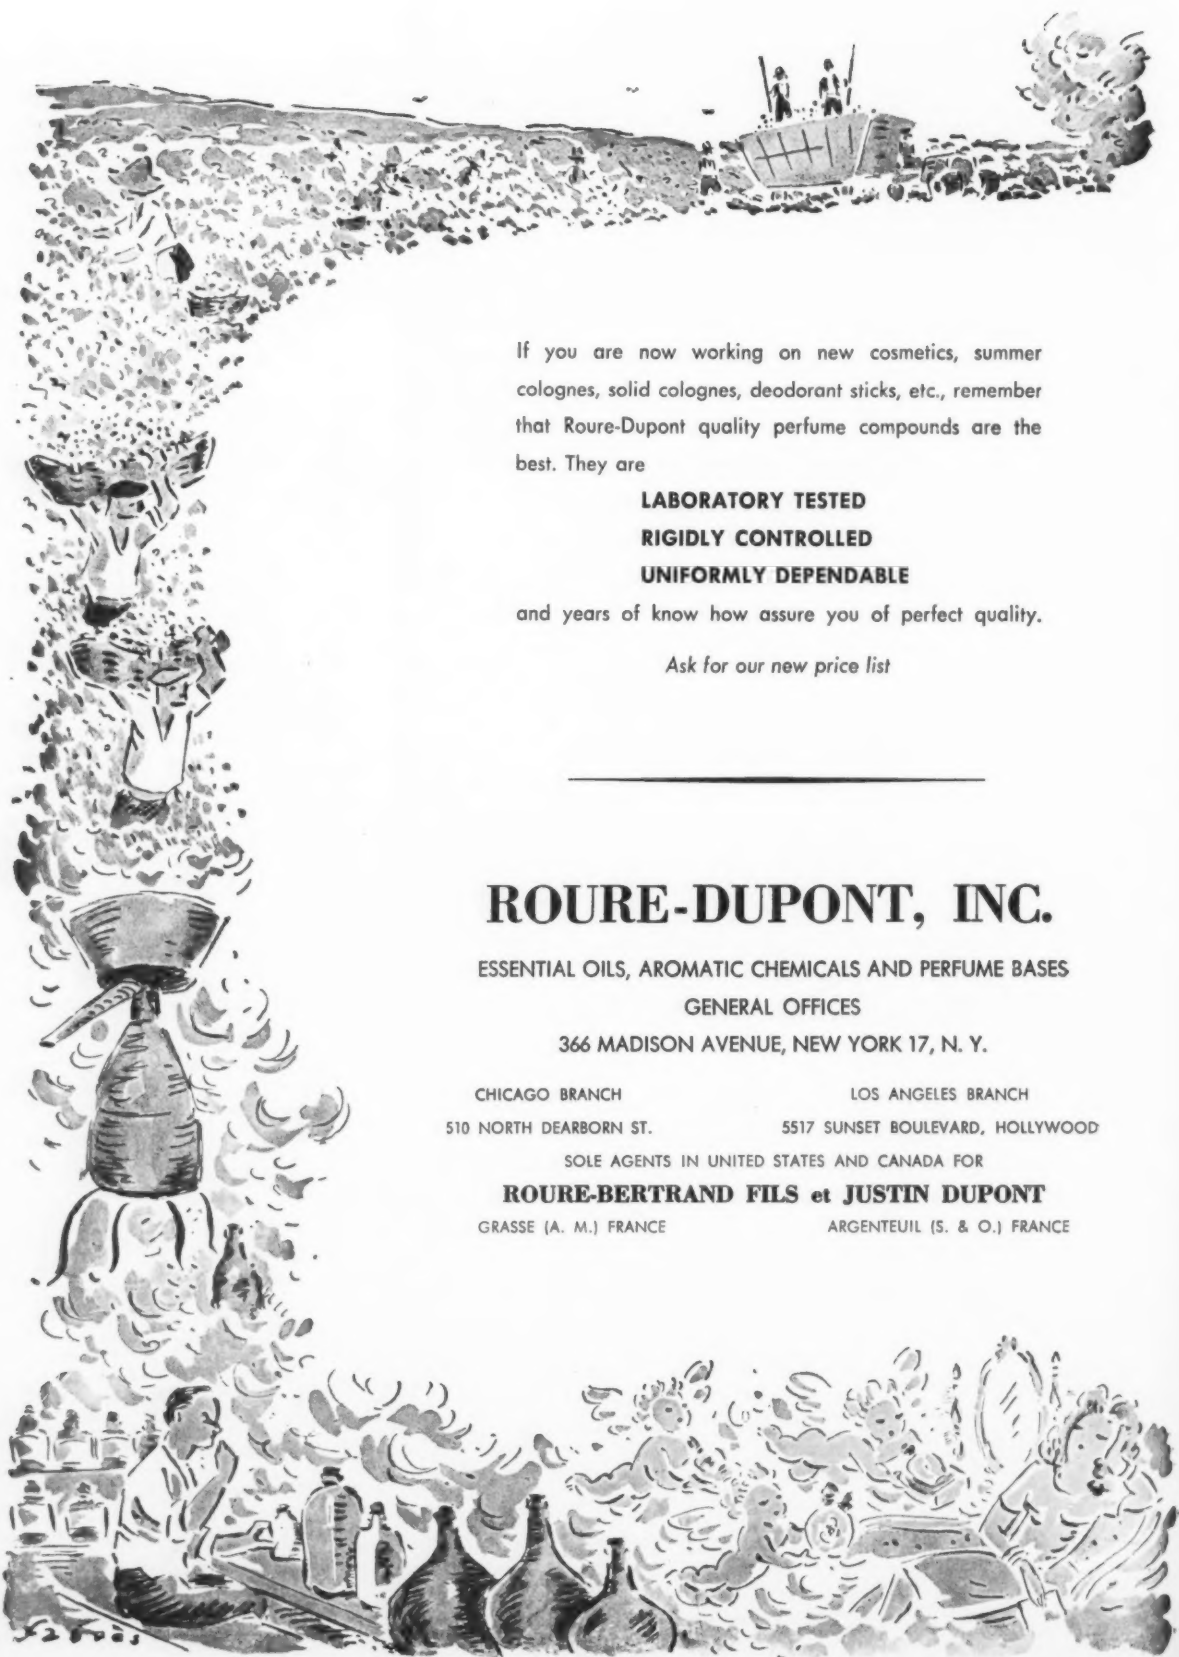 If you are now working on new cosmetics, summer
colognes, solid colognes, deodorant sticks, etc., remember
that Roure-Dupont quality perfume compounds are the
best. They are
LABORATORY TESTED
RIGIDLY CONTROLLED
UNIFORMLY DEPENDABLE
and years of know how assure you of perfect quality.
Ask for our new price list
ROURE-DUPONT, INC.
ESSENTIAL OILS, AROMATIC CHEMICALS AND PERFUME BASES
GENERAL OFFICES
366 MADISON AVENUE, NEW YORK 17, N. Y.
CHICAGO BRANCH
LOS ANGELES BRANCH
510 NORTH DEARBORN ST.
5517 SUNSET BOULEVARD, HOLLYWOOD
SOLE AGENTS IN UNITED STATES AND CANADA FOR
ROURE-BERTRAND FILS et JUSTIN DUPONT
GRASSE (A. M.) FRANCE
ARGENTEUIL (S. & O.) FRANCE